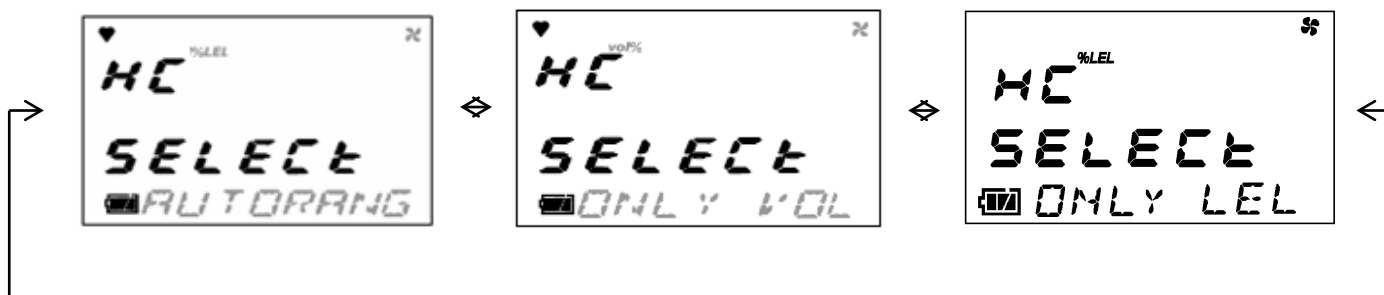 %LEL
HC
SELECt
AUTORANG
vol%
HC
SELECt
ONLY VOL
%LEL
HC
SELECt
ONLY LEL